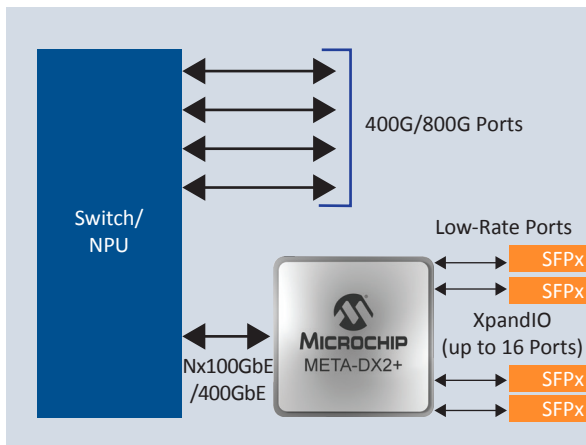 400G/800G Ports
Switch/
NPU
Low-Rate Ports
SFPx
SFPx
XpandIO
(up to 16 Ports)
SFPx
SFPx
MICROCHIP
META-DX2+
Nx100GbE
/400GbE